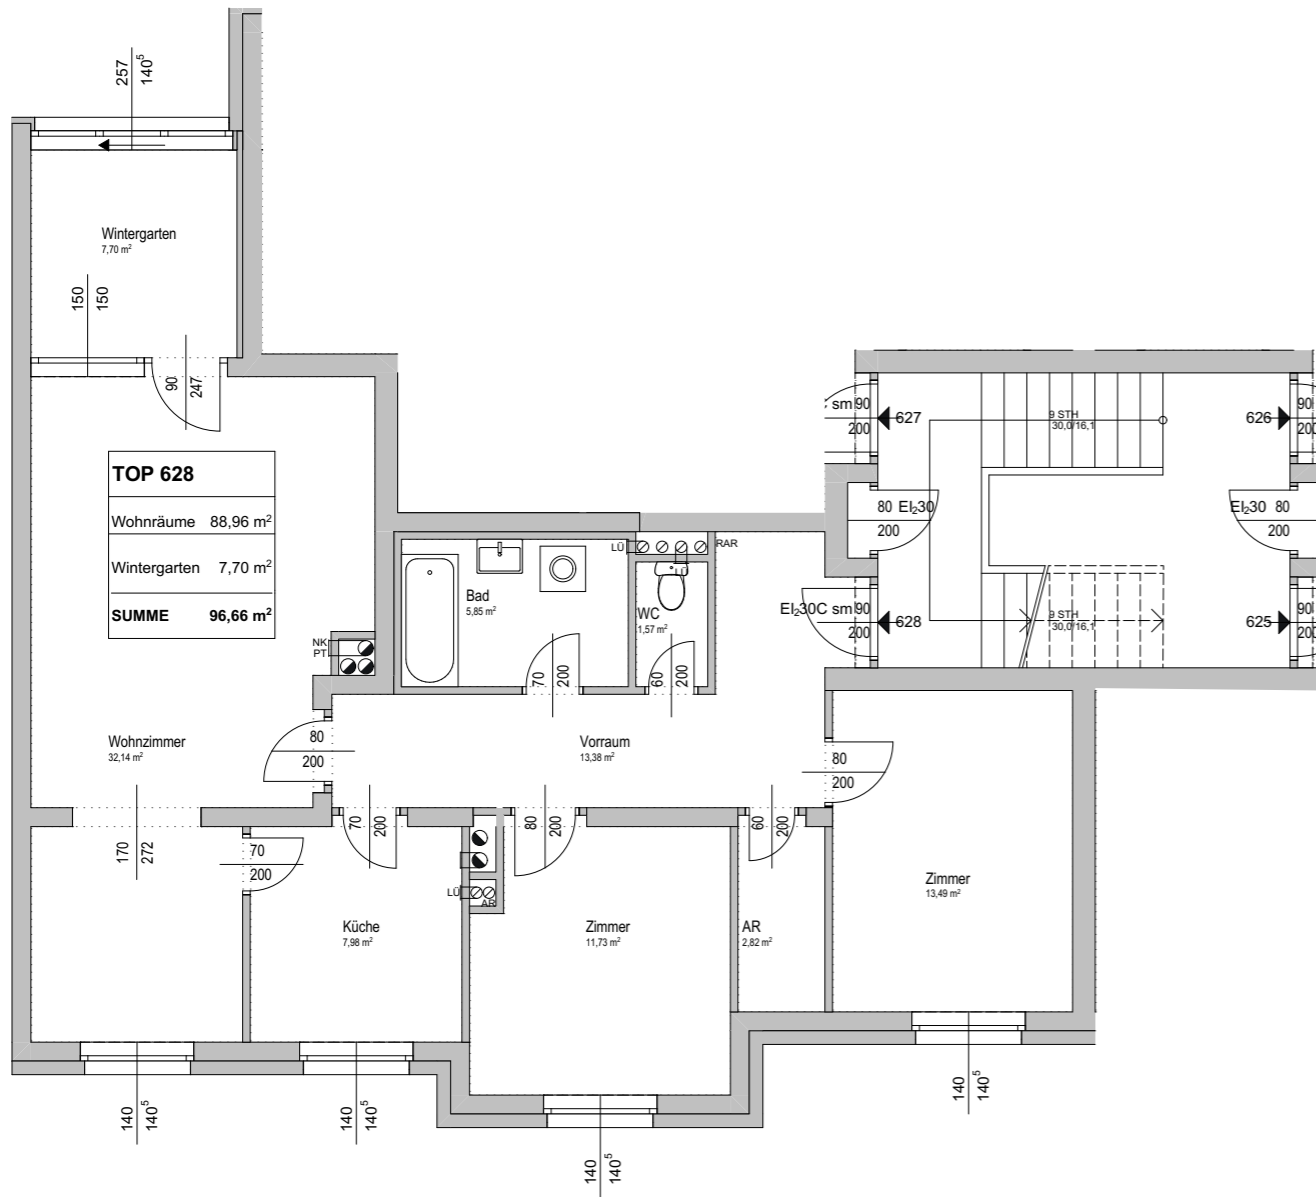 257
140⁵
Wintergarten
7,70 m²
150
150
90
247
TOP 628
Wohnräume 88,96 m²
Wintergarten 7,70 m²
SUMME 96,66 m²
sm 90
200
627
9 STH
30,0/16,1
626
90
200
80 EI₂30
200
EI₂30 80
200
LÜ
RAR
LÜ
Bad
5,85 m²
WC
1,57 m²
EI₂30C sm 90
200
628
9 STH
30,0/16,1
625
90
200
NK
PT
70
200
60
200
Wohnzimmer
32,14 m²
80
200
Vorraum
13,38 m²
80
200
170
272
70
200
70
200
80
200
60
200
LÜ
AR
Küche
7,98 m²
Zimmer
11,73 m²
AR
2,82 m²
Zimmer
13,49 m²
140
140⁵
140
140⁵
140
140⁵
140
140⁵